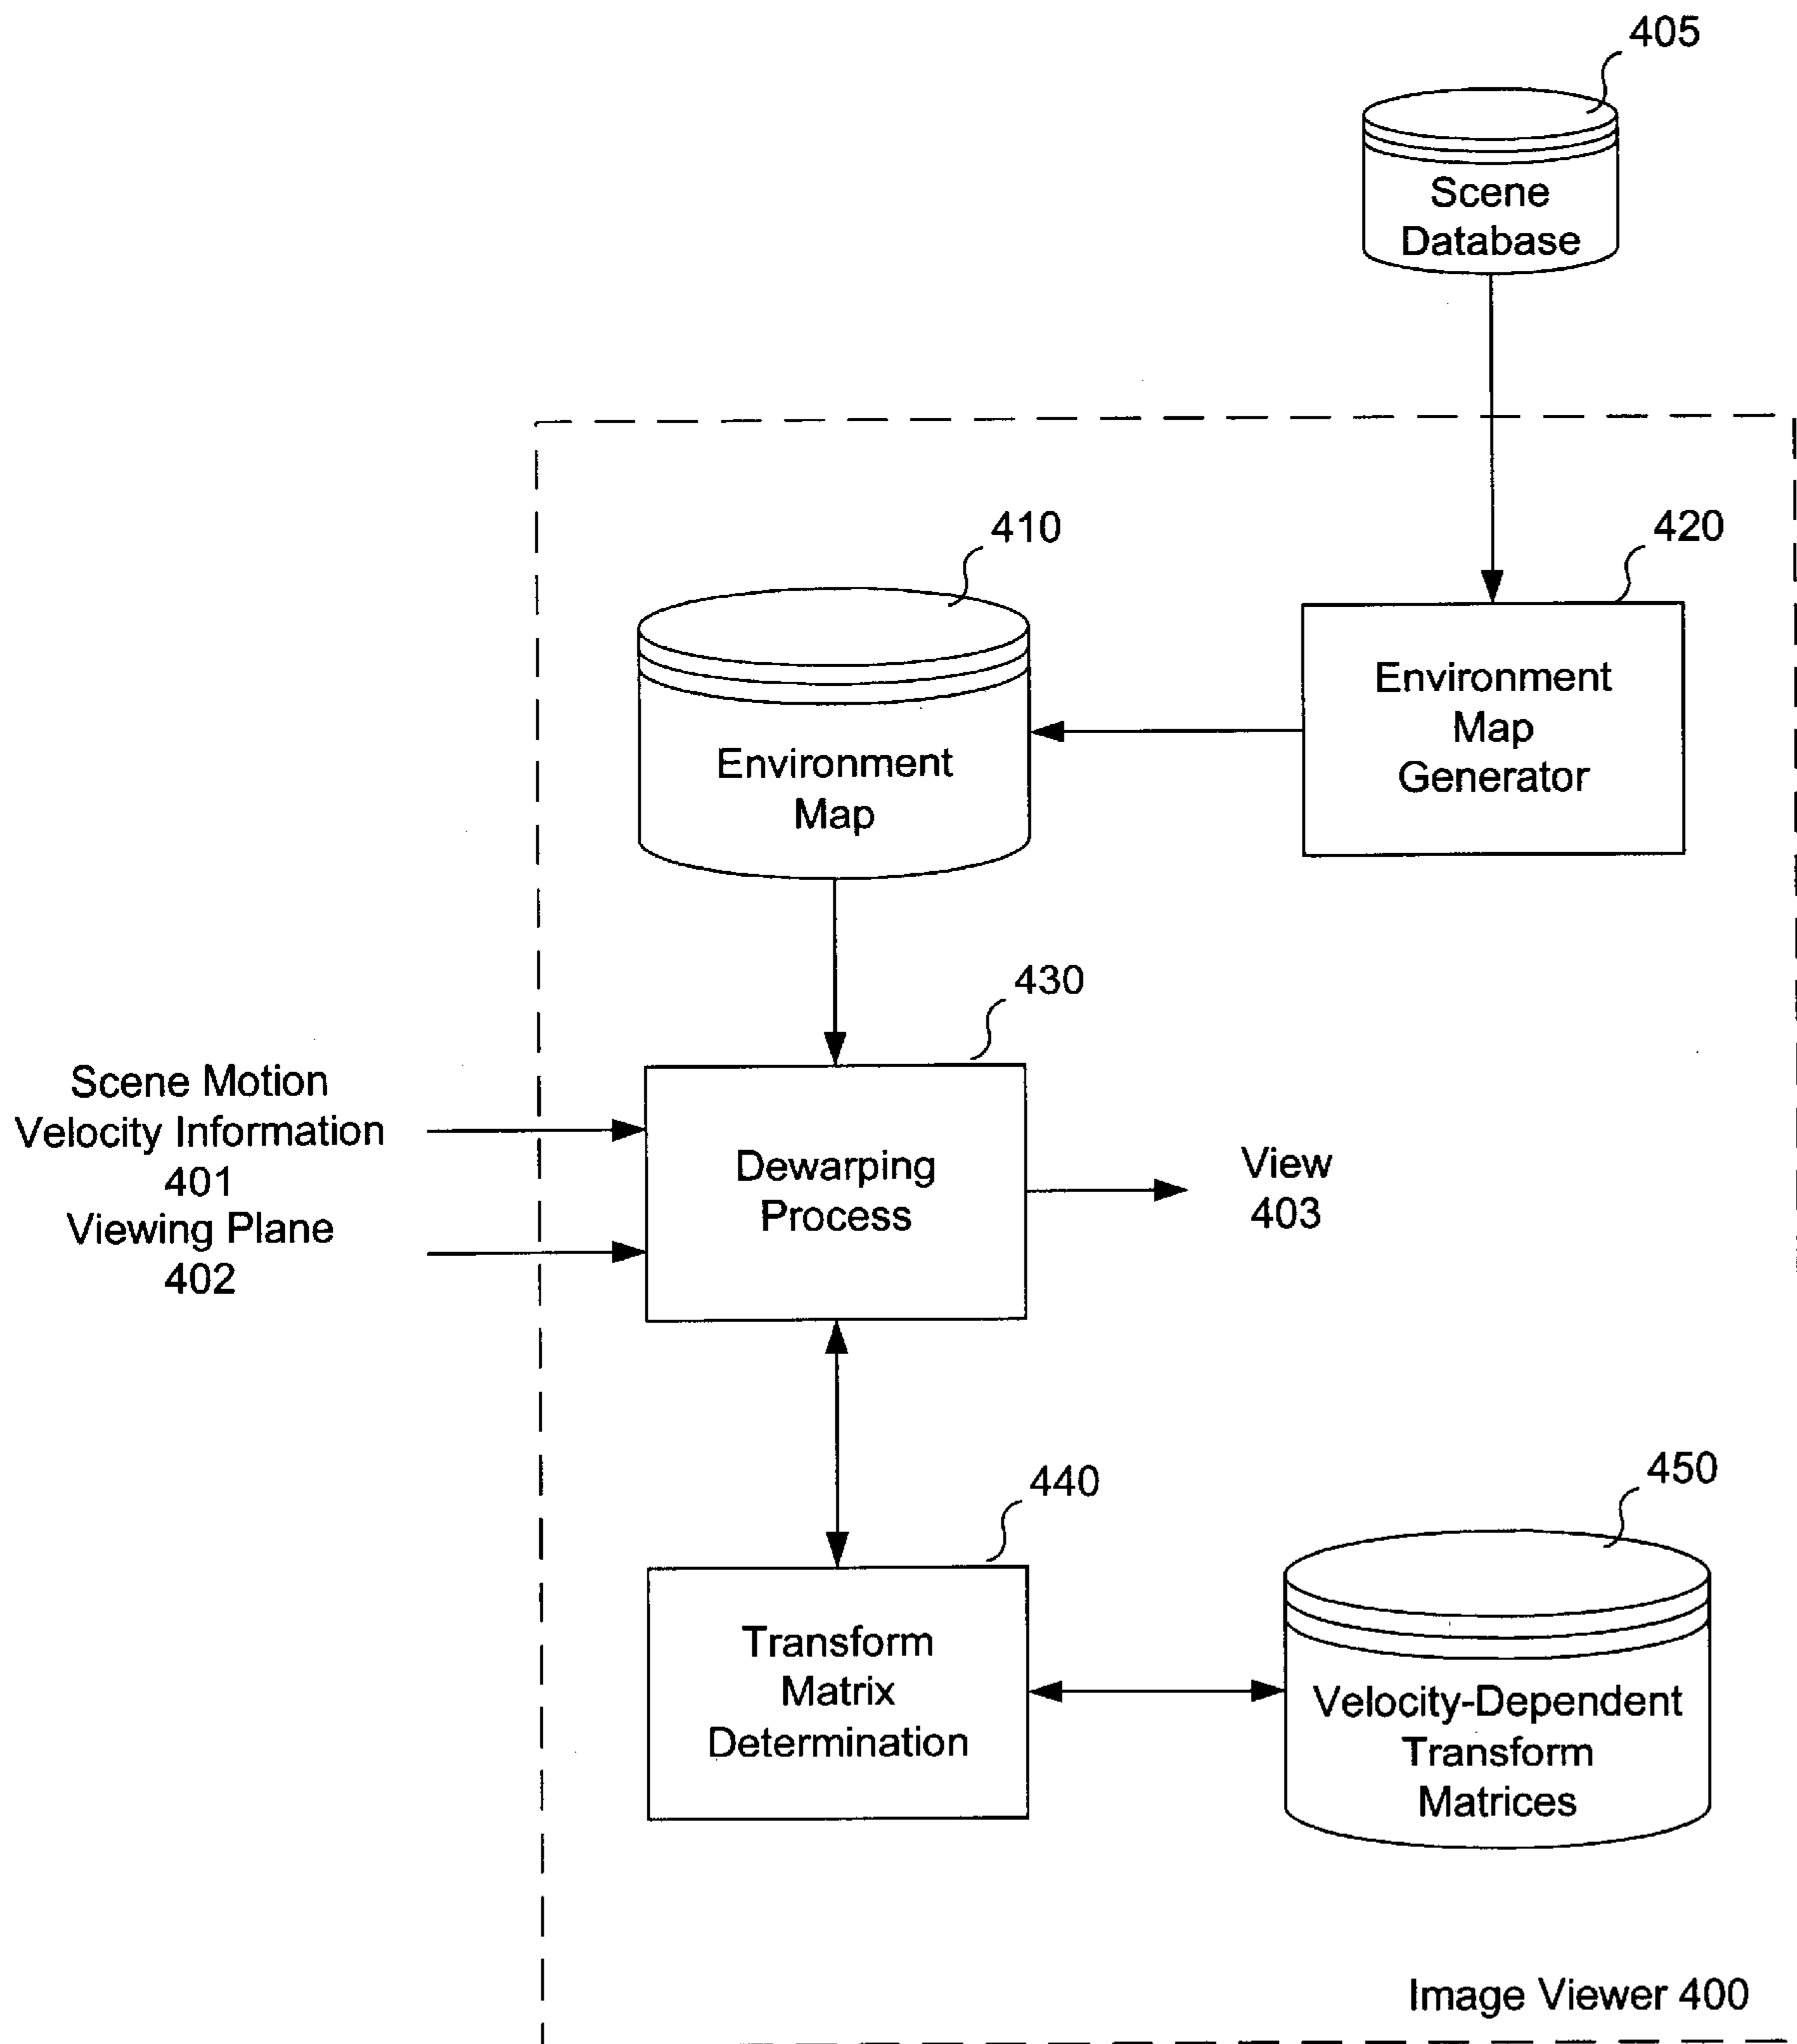 405
Scene
Database
410
420
Environment
Map
Generator
Environment
Map
430
Scene Motion
Velocity Information
401
Viewing Plane
402
Dewarping
Process
View
403
440
450
Transform
Matrix
Determination
Velocity-Dependent
Transform
Matrices
Image Viewer 400